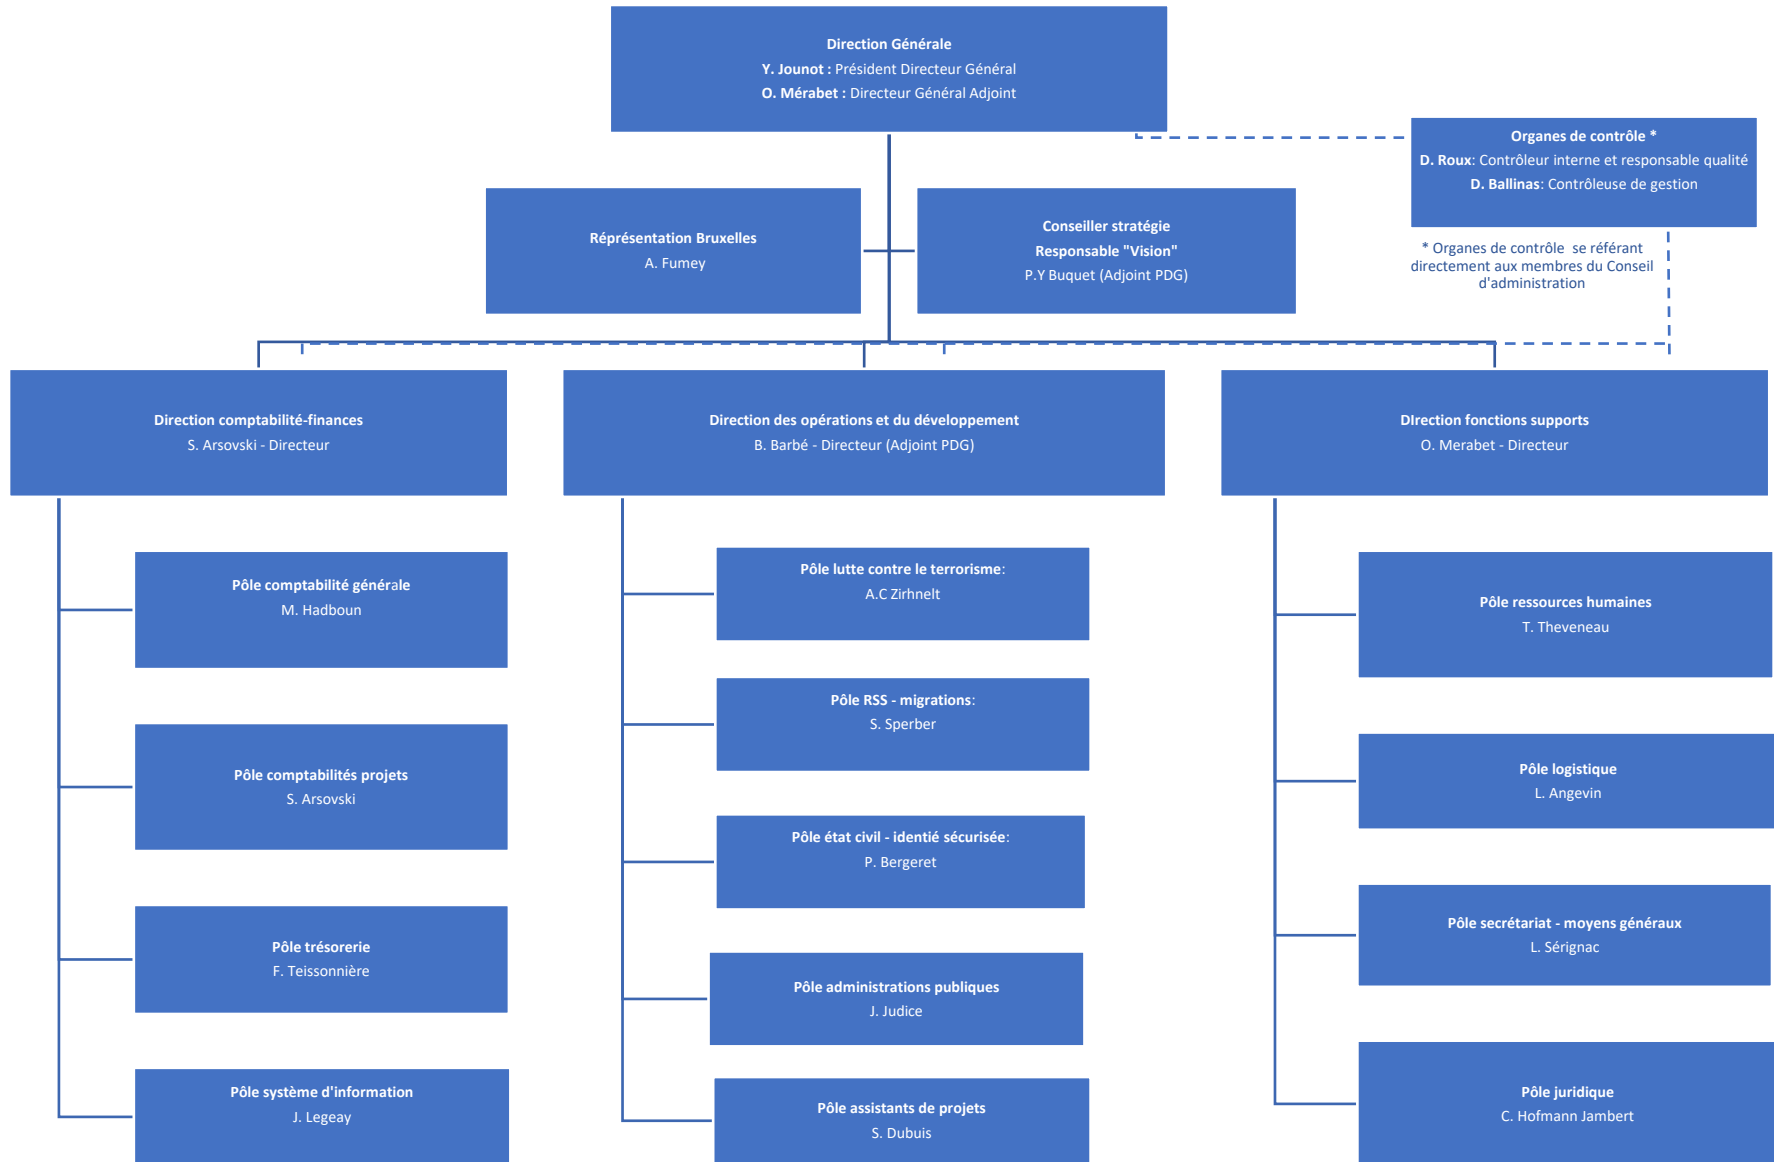 Direction Générale
Y. Jounot : Président Directeur Général
O. Mérabet : Directeur Général Adjoint
Organes de contrôle *
D. Roux: Contrôleur interne et responsable qualité
D. Ballinas: Contrôleuse de gestion
* Organes de contrôle se référant
directement aux membres du Conseil
d'administration
Réprésentation Bruxelles
A. Fumey
Conseiller stratégie
Responsable "Vision"
P.Y Buquet (Adjoint PDG)
Direction comptabilité-finances
S. Arsovski - Directeur
Direction des opérations et du développement
B. Barbé - Directeur (Adjoint PDG)
DIrection fonctions supports
O. Merabet - Directeur
Pôle comptabilité générale
M. Hadboun
Pôle comptabilités projets
S. Arsovski
Pôle trésorerie
F. Teissonnière
Pôle système d'information
J. Legeay
Pôle lutte contre le terrorisme:
A.C Zirhnelt
Pôle RSS - migrations:
S. Sperber
Pôle état civil - identié sécurisée:
P. Bergeret
Pôle administrations publiques
J. Judice
Pôle assistants de projets
S. Dubuis
Pôle ressources humaines
T. Theveneau
Pôle logistique
L. Angevin
Pôle secrétariat - moyens généraux
L. Sérignac
Pôle juridique
C. Hofmann Jambert